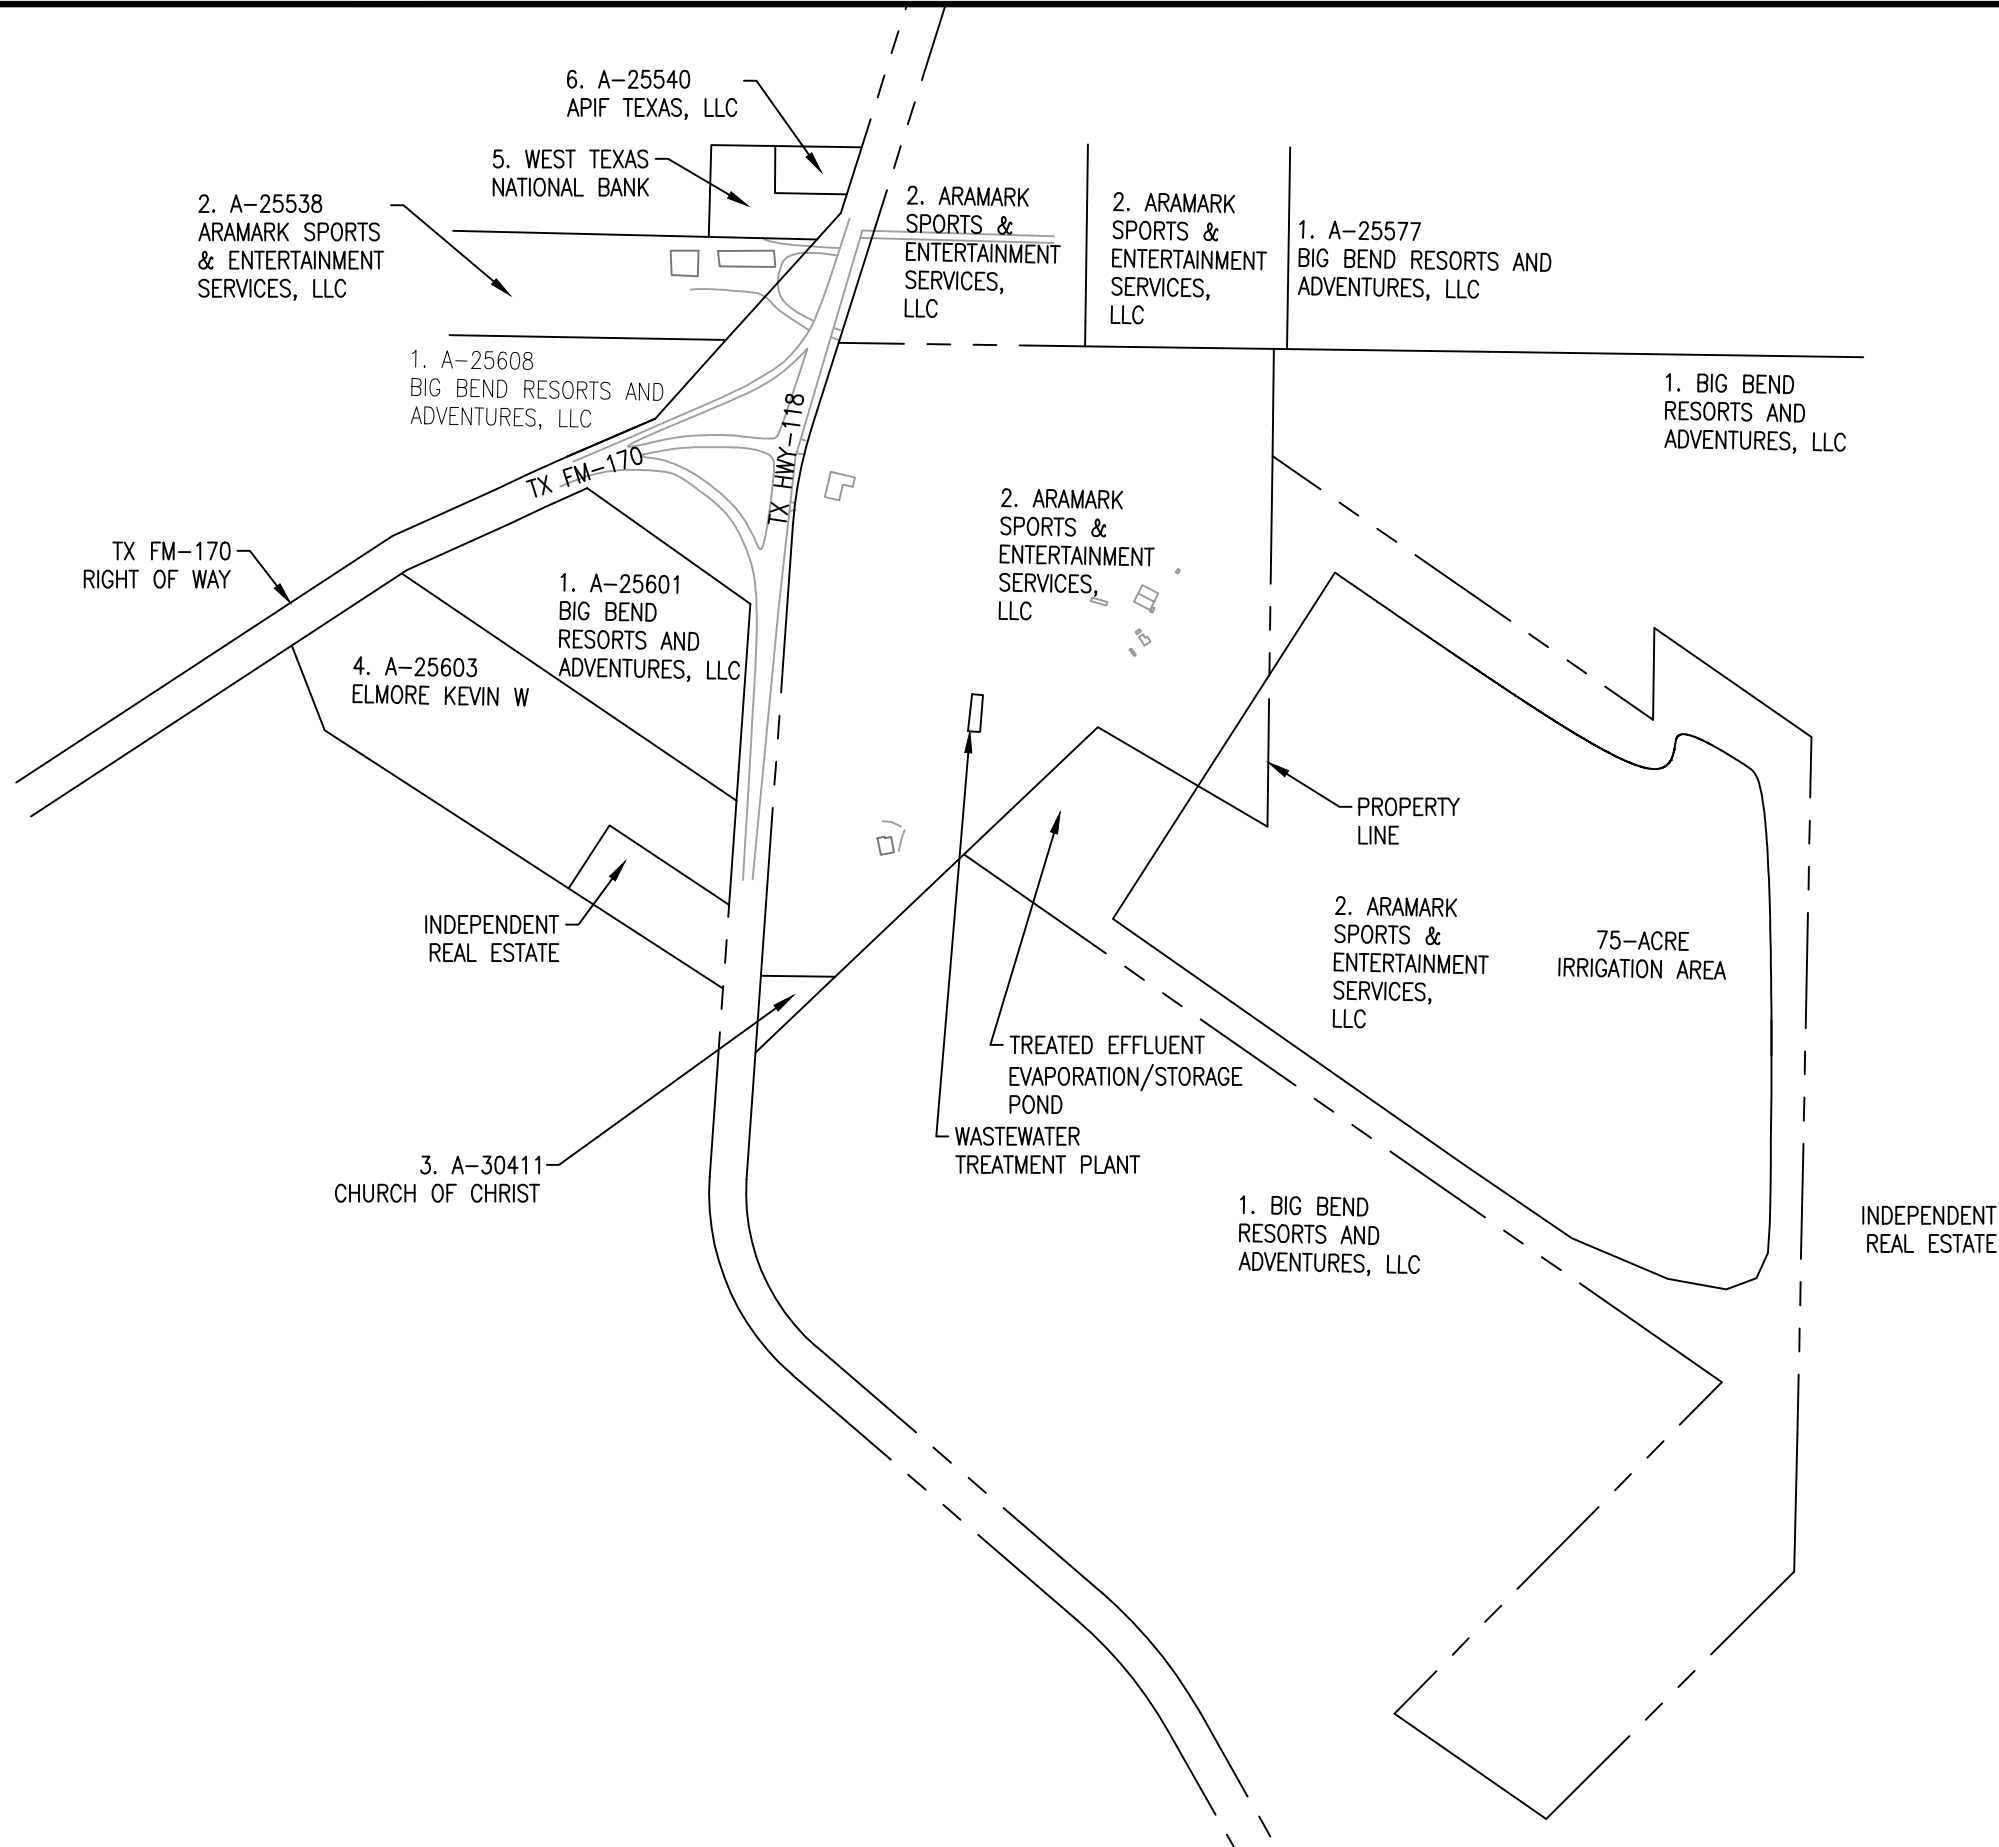 6. A-25540
APIF TEXAS, LLC
5. WEST TEXAS
NATIONAL BANK
2. A-25538
ARAMARK SPORTS
& ENTERTAINMENT
SERVICES, LLC
2. ARAMARK
SPORTS &
ENTERTAINMENT
SERVICES,
LLC
2. ARAMARK
SPORTS &
ENTERTAINMENT
SERVICES,
LLC
1. A-25577
BIG BEND RESORTS AND
ADVENTURES, LLC
1. A-25608
BIG BEND RESORTS AND
ADVENTURES, LLC
1. BIG BEND
RESORTS AND
ADVENTURES, LLC
TX HWY-118
TX FM-170
2. ARAMARK
SPORTS &
ENTERTAINMENT
SERVICES,
LLC
TX FM-170
RIGHT OF WAY
1. A-25601
BIG BEND
RESORTS AND
ADVENTURES, LLC
4. A-25603
ELMORE KEVIN W
PROPERTY
LINE
INDEPENDENT
REAL ESTATE
2. ARAMARK
SPORTS &
ENTERTAINMENT
SERVICES,
LLC
75-ACRE
IRRIGATION AREA
TREATED EFFLUENT
EVAPORATION/STORAGE
POND
WASTEWATER
TREATMENT PLANT
3. A-30411
CHURCH OF CHRIST
1. BIG BEND
RESORTS AND
ADVENTURES, LLC
INDEPENDENT
REAL ESTATE